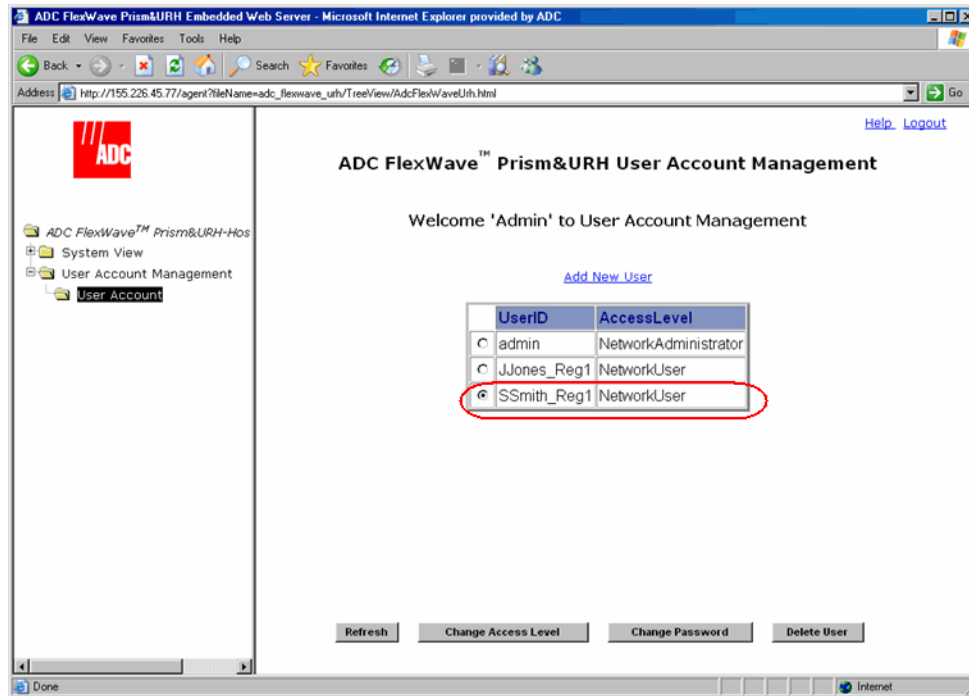 ADC FlexWave Prism&URH Embedded Web Server - Microsoft Internet Explorer provided by ADC
File Edit View Favorites Tools Help
Back Search Favorites
Address http://155.226.45.77/agent?fileName=adc_flexwave_urh/TreeView/AdcFlexWaveUrh.html Go
ADC
Help Logout
ADC FlexWave™ Prism&URH User Account Management
Welcome 'Admin' to User Account Management
ADC FlexWave™ Prism&URH-Hos
System View
User Account Management
User Account
Add New User
UserID AccessLevel
admin NetworkAdministrator
JJones_Reg1 NetworkUser
SSmith_Reg1 NetworkUser
Refresh Change Access Level Change Password Delete User
Done Internet